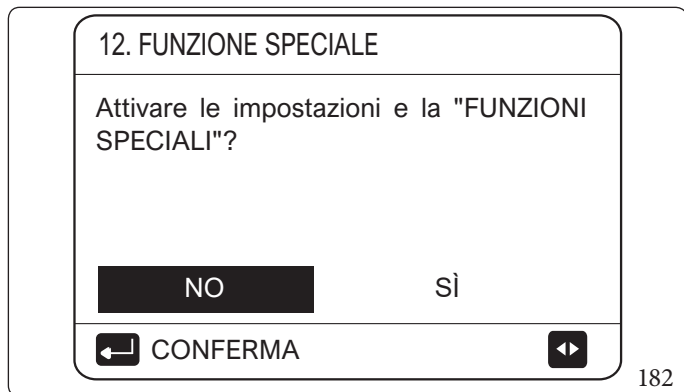 12. FUNZIONE SPECIALE
Attivare le impostazioni e la "FUNZIONI
SPECIALI"?
NO SÌ
CONFERMA
182